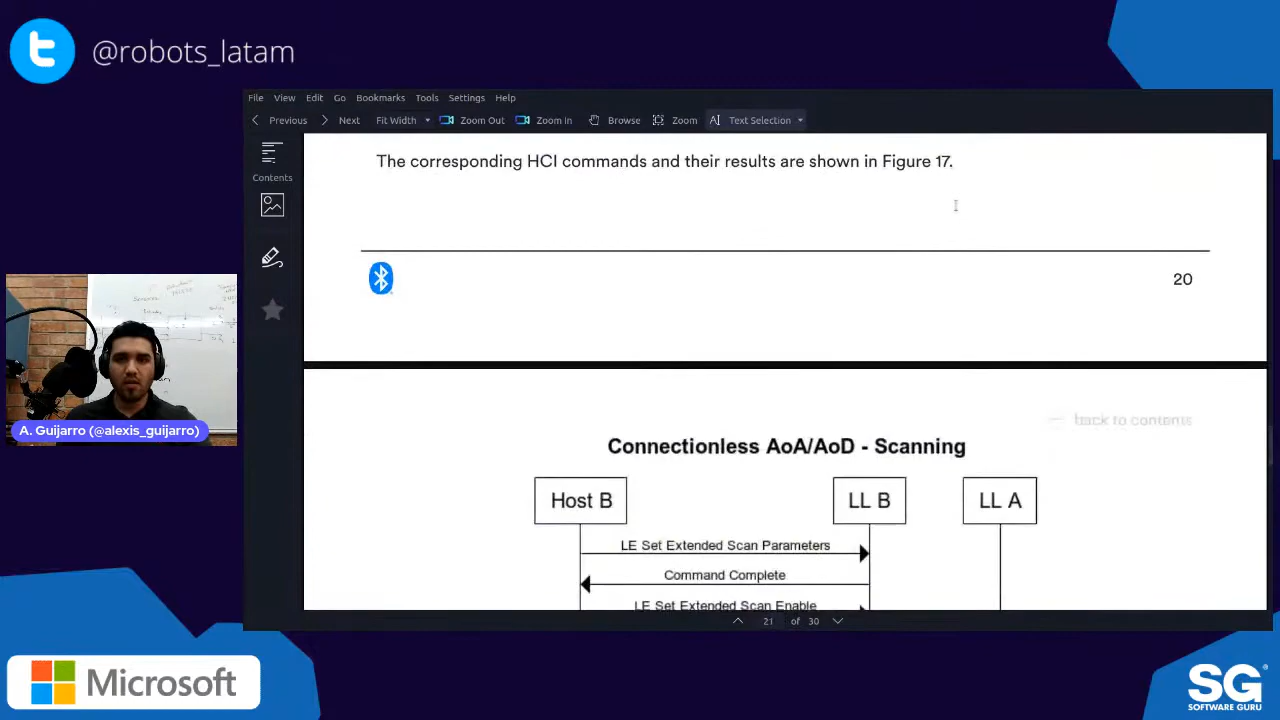 @robots_latam
File View Edit Go Bookmarks Tools Settings Help
Previous Next Fit Width Zoom Out Zoom In Browse Zoom Text Selection
Contents
The corresponding HCI commands and their results are shown in Figure 17.
20
back to contents
Connectionless AoA/AoD - Scanning
Host B LL B LL A
LE Set Extended Scan Parameters
Command Complete
LE Set Extended Scan Enable
21 of 30
A. Guijarro (@alexis_guijarro)
Microsoft
SG
SOFTWARE GURU